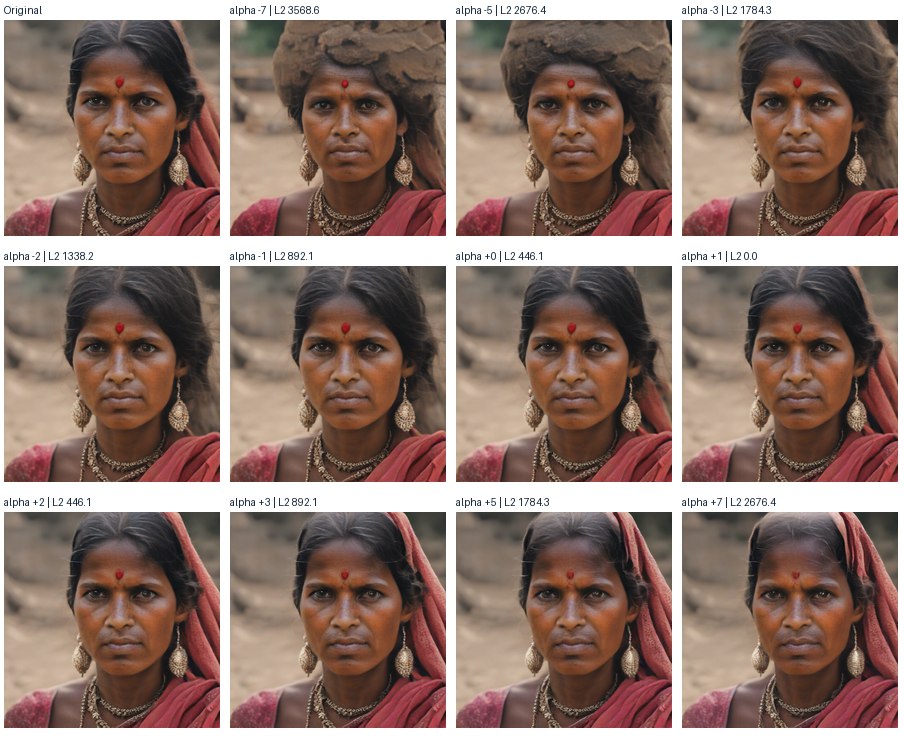 Original
alpha -7 | L2 3568.6
alpha -5 | L2 2676.4
alpha -3 | L2 1784.3
alpha -2 | L2 1338.2
alpha -1 | L2 892.1
alpha +0 | L2 446.1
alpha +1 | L2 0.0
alpha +2 | L2 446.1
alpha +3 | L2 892.1
alpha +5 | L2 1784.3
alpha +7 | L2 2676.4